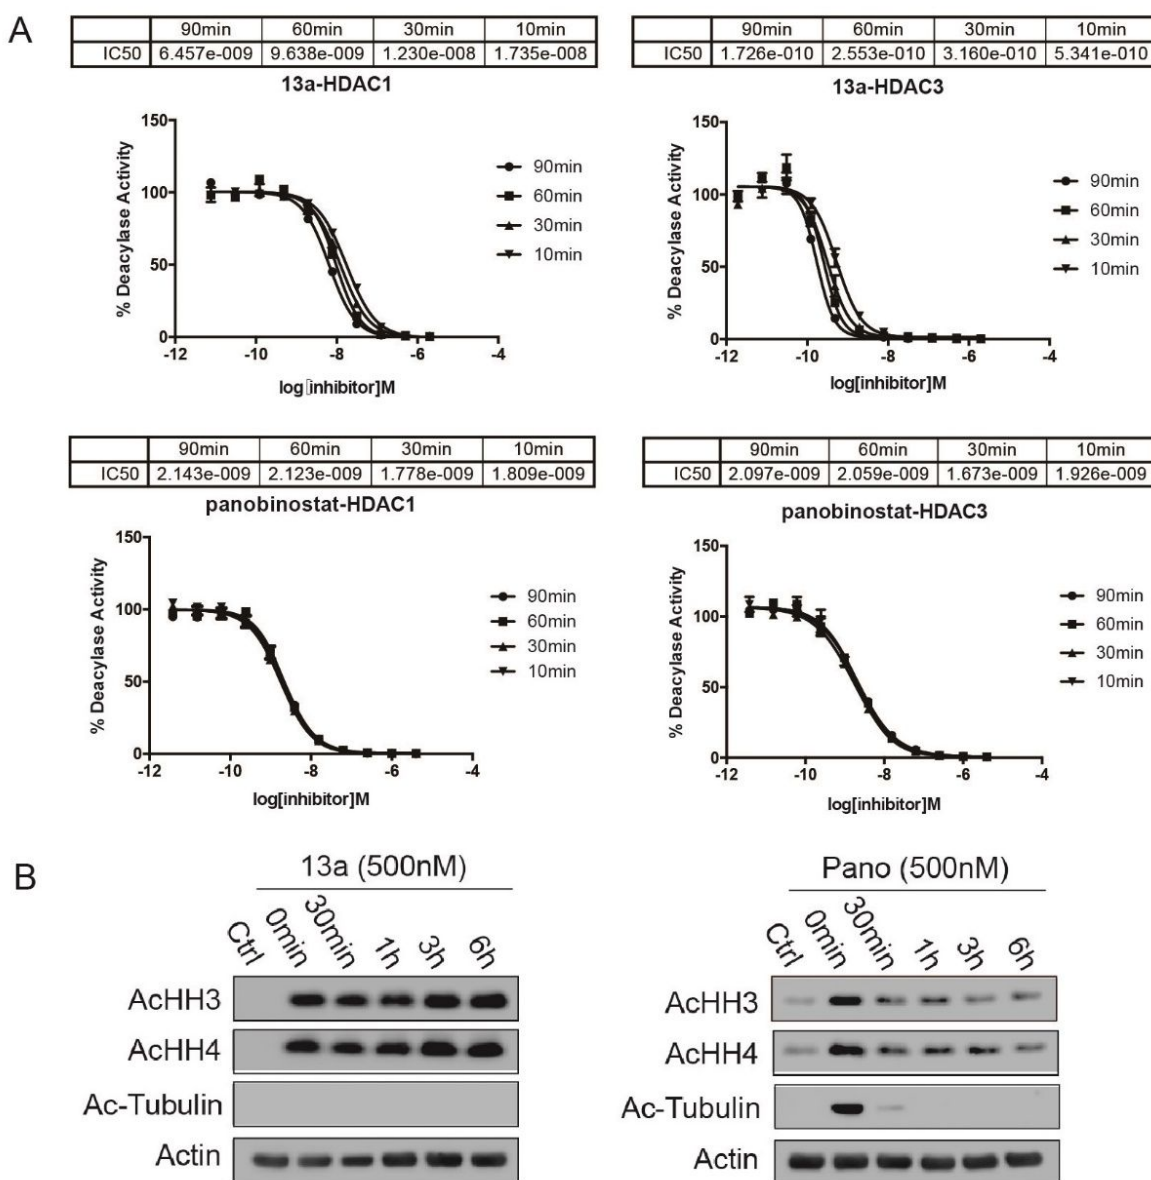 A
90min 60min 30min 10min
IC50 6.457e-009 9.638e-009 1.230e-008 1.735e-008
13a-HDAC1
150
100
50
0
% Deacylase Activity
-12 -10 -8 -6 -4
log[inhibitor]M
90min
60min
30min
10min
90min 60min 30min 10min
IC50 1.726e-010 2.553e-010 3.160e-010 5.341e-010
13a-HDAC3
150
100
50
0
% Deacylase Activity
-12 -10 -8 -6 -4
log[inhibitor]M
90min
60min
30min
10min
90min 60min 30min 10min
IC50 2.143e-009 2.123e-009 1.778e-009 1.809e-009
panobinostat-HDAC1
150
100
50
0
% Deacylase Activity
-12 -10 -8 -6 -4
log[inhibitor]M
90min
60min
30min
10min
90min 60min 30min 10min
IC50 2.097e-009 2.059e-009 1.673e-009 1.926e-009
panobinostat-HDAC3
150
100
50
0
% Deacylase Activity
-12 -10 -8 -6 -4
log[inhibitor]M
90min
60min
30min
10min
B
13a (500nM)
Ctrl 0min 30min 1h 3h 6h
AcHH3
AcHH4
Ac-Tubulin
Actin
Pano (500nM)
Ctrl 0min 30min 1h 3h 6h
AcHH3
AcHH4
Ac-Tubulin
Actin